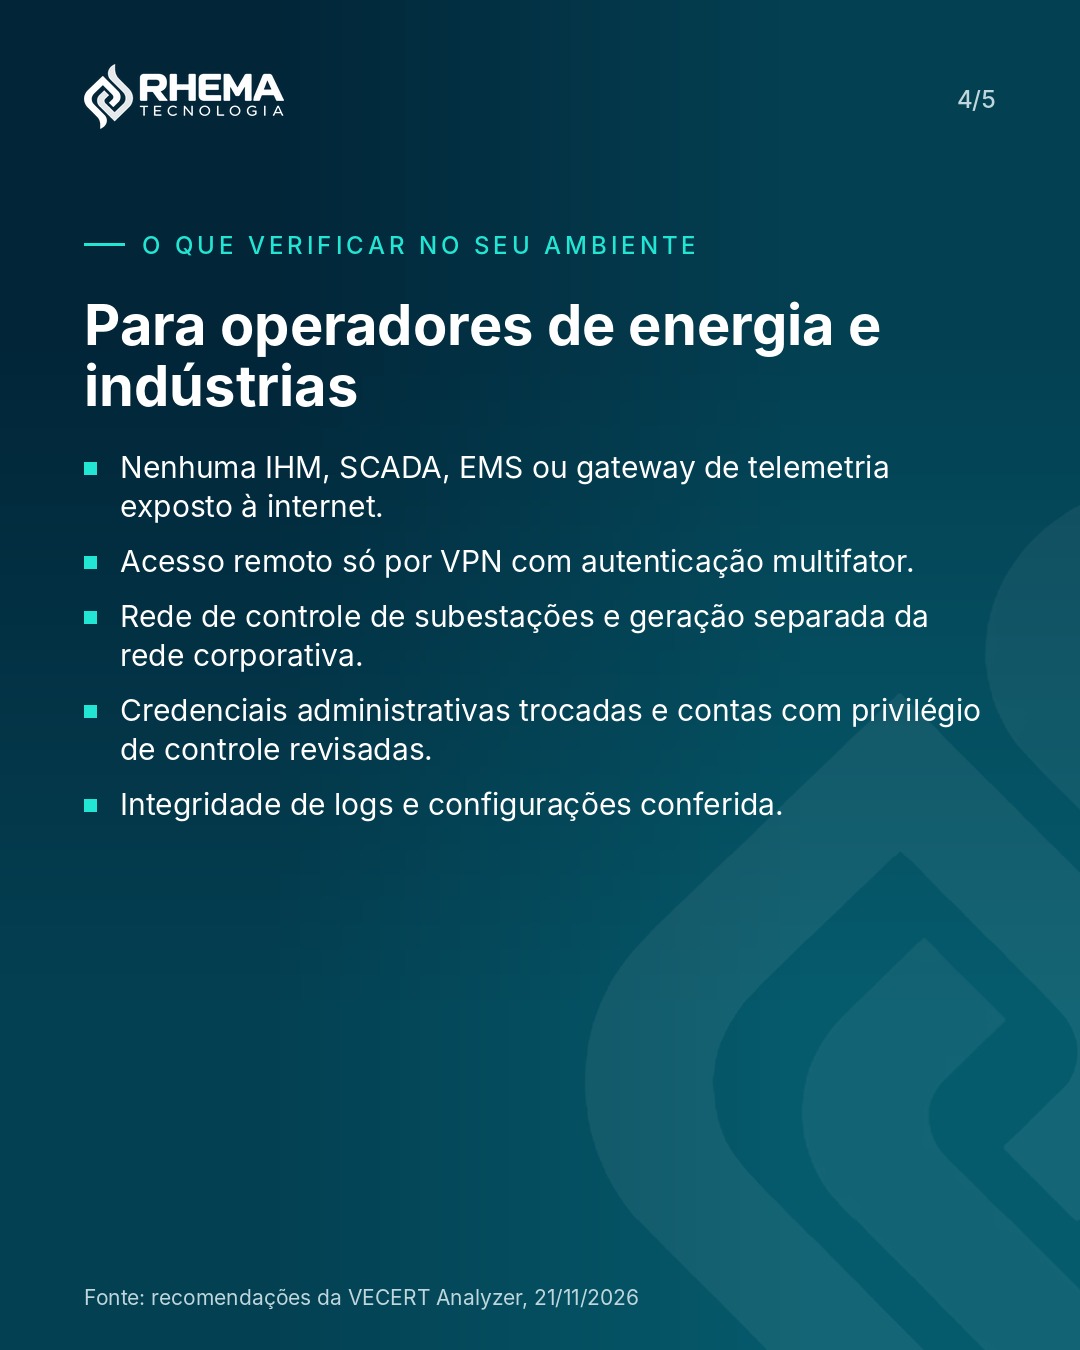 RHEMA
TECNOLOGIA
4/5
O QUE VERIFICAR NO SEU AMBIENTE
Para operadores de energia e
indústrias
Nenhuma IHM, SCADA, EMS ou gateway de telemetria
exposto à internet.
Acesso remoto só por VPN com autenticação multifator.
Rede de controle de subestações e geração separada da
rede corporativa.
Credenciais administrativas trocadas e contas com privilégio
de controle revisadas.
Integridade de logs e configurações conferida.
Fonte: recomendações da VECERT Analyzer, 21/11/2026